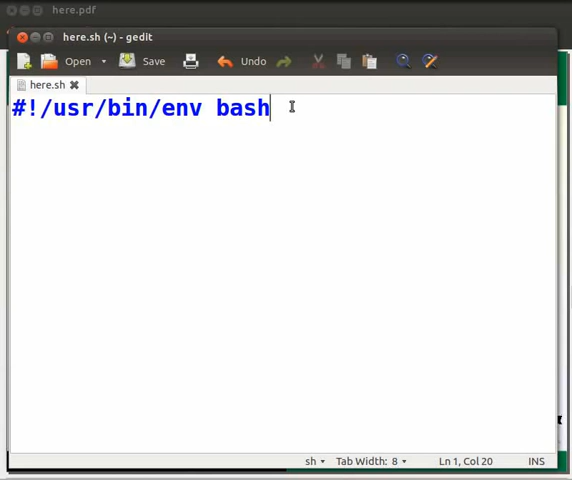 here.pdf
here.sh (~) - gedit
Open Save Undo
here.sh
#!/usr/bin/env bash
sh Tab Width: 8 Ln 1, Col 20 INS